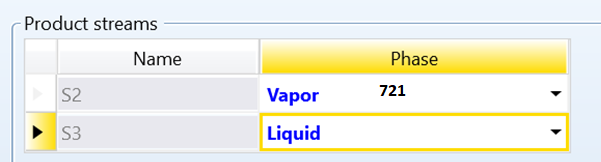 Product streams
Name Phase
S2 Vapor 721
S3 Liquid